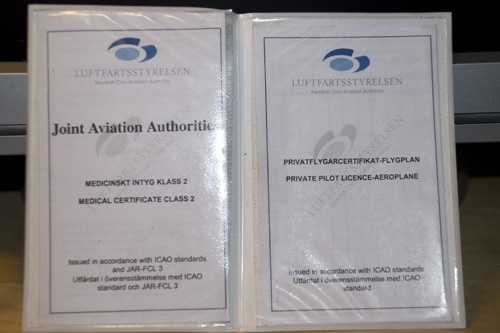 LUFTFARTSSTYRELSEN
Swedish Civil Aviation Authority
Joint Aviation Authorities
MEDICINSKT INTYG KLASS 2
MEDICAL CERTIFICATE CLASS 2
Issued in accordance with ICAO standards
and JAR-FCL 3
Utfärdat i överensstämmelse med ICAO
standard och JAR-FCL 3
LUFTFARTSSTYRELSEN
Swedish Civil Aviation Authority
LUFTFARTSSTYRELSEN
PRIVATFLYGARCERTIFIKAT-FLYGPLAN
PRIVATE PILOT LICENCE-AEROPLANE
Issued in accordance with ICAO standards
Utfärdat i överensstämmelse med ICAO
standard